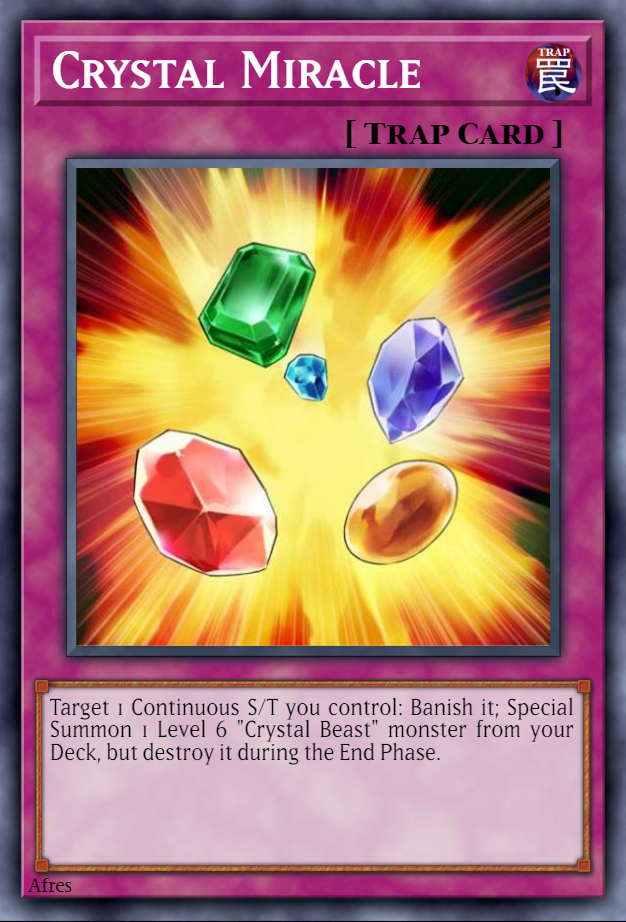 Crystal Miracle
TRAP
罠
[ Trap Card ]
Target 1 Continuous S/T you control: Banish it; Special
Summon 1 Level 6 "Crystal Beast" monster from your
Deck, but destroy it during the End Phase.
Afres